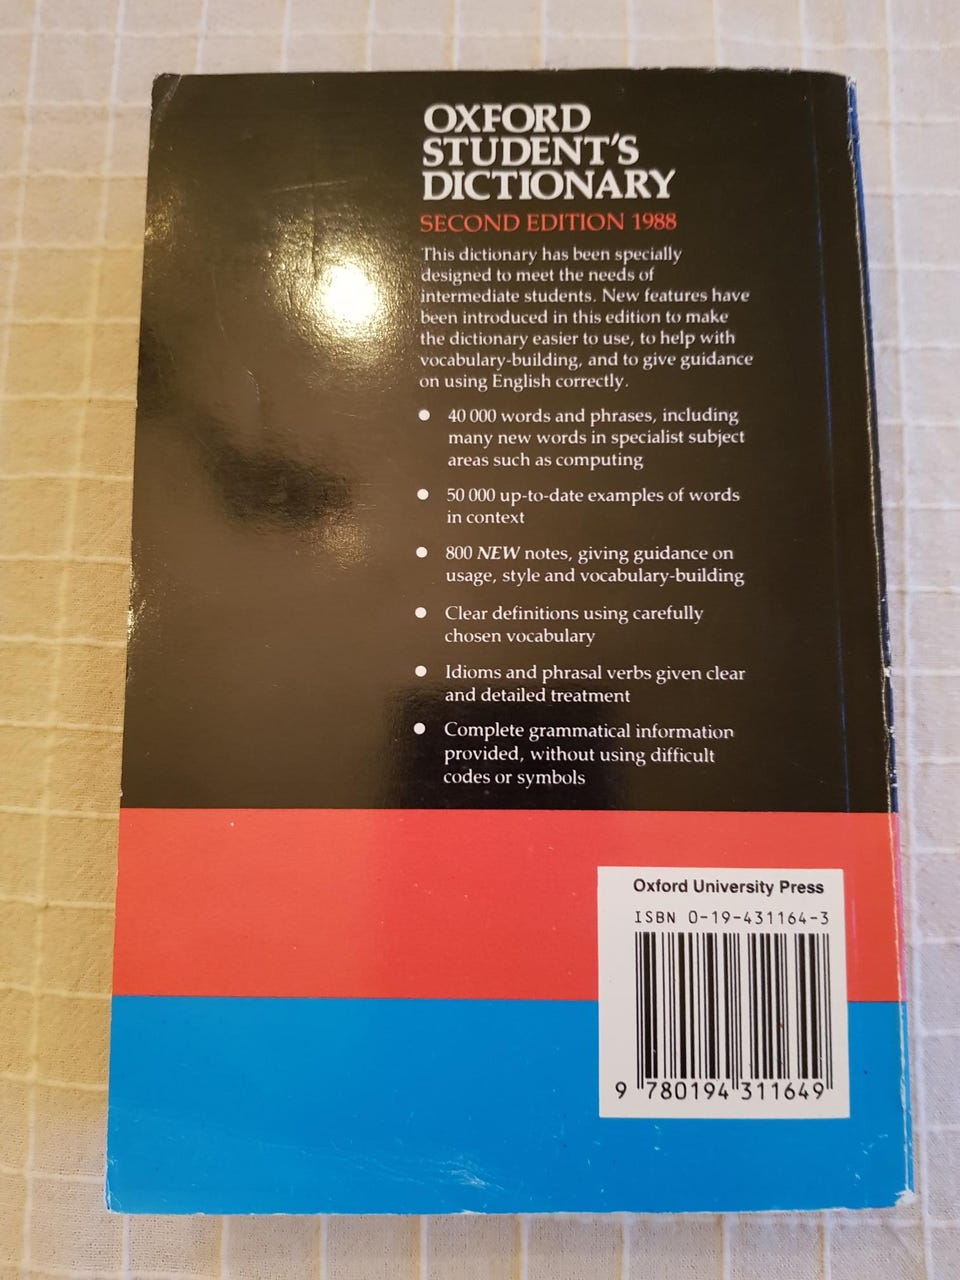 OXFORD
STUDENT'S
DICTIONARY
SECOND EDITION 1988
This dictionary has been specially
designed to meet the needs of
intermediate students. New features have
been introduced in this edition to make
the dictionary easier to use, to help with
vocabulary-building, and to give guidance
on using English correctly.
● 40 000 words and phrases, including
many new words in specialist subject
areas such as computing
● 50 000 up-to-date examples of words
in context
● 800 NEW notes, giving guidance on
usage, style and vocabulary-building
● Clear definitions using carefully
chosen vocabulary
● Idioms and phrasal verbs given clear
and detailed treatment
● Complete grammatical information
provided, without using difficult
codes or symbols
Oxford University Press
ISBN 0-19-431164-3
9 780194 311649